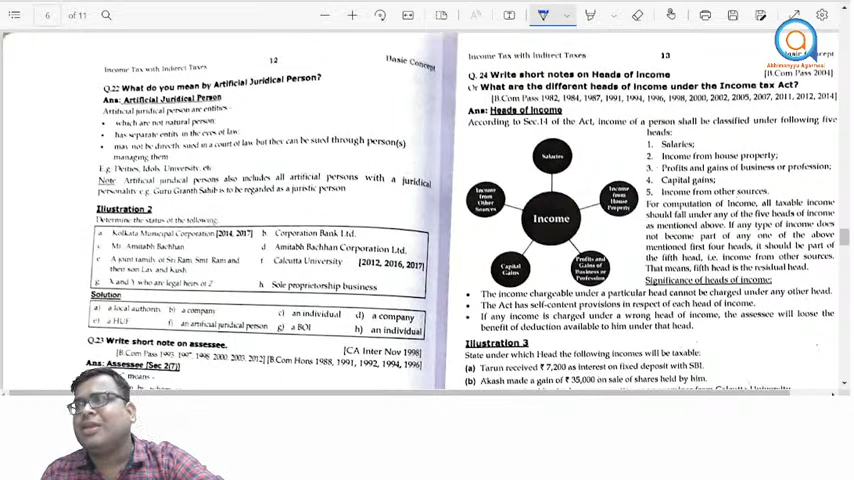 6 of 11
Abhimanyu Agarwal
Income Tax with Indirect Taxes 12 Basic Concept
Q.22 What do you mean by Artificial Juridical Person?
Ans: Artificial Juridical Person
Artificial juridical person are entities -
• which are not natural person;
• has separate entity in the eyes of law;
• may not be directly sued in a court of law but they can be sued through person(s)
managing them
E.g. Deities, Idols, University, etc
Note: Artificial juridical persons also includes all artificial persons with a juridical
personality e.g. Guru Granth Sahib is to be regarded as a juristic person
Illustration 2
Determine the status of the following:
a Kolkata Municipal Corporation [2014, 2017] b Corporation Bank Ltd.
c Mr. Amitabh Bachhan d Amitabh Bachhan Corporation Ltd.
e A joint family of Sri Ram, Smt. Ram and f Calcutta University [2012, 2016, 2017]
their son Lav and Kush
g X and Y who are legal heirs of Z h Sole proprietorship business
Solution
a) a local authority b) a company c) an individual d) a company
e) a HUF f) an artificial juridical person g) a BOI h) an individual
Q.23 Write short note on assessee. [CA Inter Nov 1998]
[B.Com Pass 1993, 1997, 1998, 2000, 2003, 2012] [B.Com Hons 1988, 1991, 1992, 1994, 1996]
Ans: Assessee [Sec 2(7)]
means -
Income Tax with Indirect Taxes 13 Basic Concept
Q. 24 Write short notes on Heads of Income [B.Com Pass 2004]
Or What are the different heads of income under the Income tax Act?
[B.Com Pass 1982, 1984, 1987, 1991, 1994, 1996, 1998, 2000, 2002, 2005, 2007, 2011, 2012, 2014]
Ans: Heads of Income
According to Sec.14 of the Act, income of a person shall be classified under following five
heads:
1. Salaries;
2. Income from house property;
3. Profits and gains of business or profession;
4. Capital gains;
5. Income from other sources.
For computation of Income, all taxable income
should fall under any of the five heads of income
as mentioned above. If any type of income does
not become part of any one of the above
mentioned first four heads, it should be part of the
fifth head, i.e. income from other sources.
That means, fifth head is the residual head.
Significance of heads of income:
Salaries
Income from Other Sources
Income from House Property
Income
Capital Gains
Profits and Gains of Business or Profession
• The income chargeable under a particular head cannot be charged under any other head.
• The Act has self-content provisions in respect of each head of income.
• If any income is charged under a wrong head of income, the assessee will loose the
benefit of deduction available to him under that head.
Illustration 3
State under which Head the following incomes will be taxable:
(a) Tarun received ₹ 7,200 as interest on fixed deposit with SBI.
(b) Akash made a gain of ₹ 35,000 on sale of shares held by him.